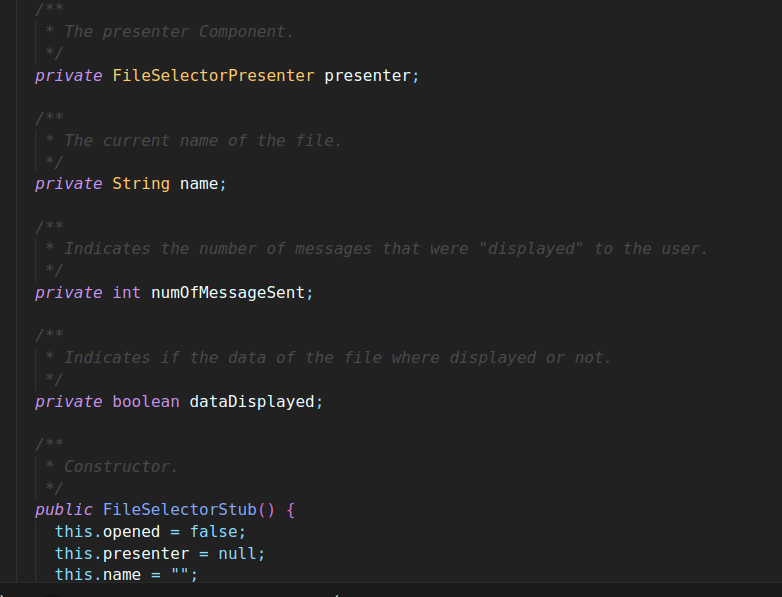 /**
* The presenter Component.
*/
private FileSelectorPresenter presenter;
/**
* The current name of the file.
*/
private String name;
/**
* Indicates the number of messages that were "displayed" to the user.
*/
private int numOfMessageSent;
/**
* Indicates if the data of the file where displayed or not.
*/
private boolean dataDisplayed;
/**
* Constructor.
*/
public FileSelectorStub() {
this.opened = false;
this.presenter = null;
this.name = "";